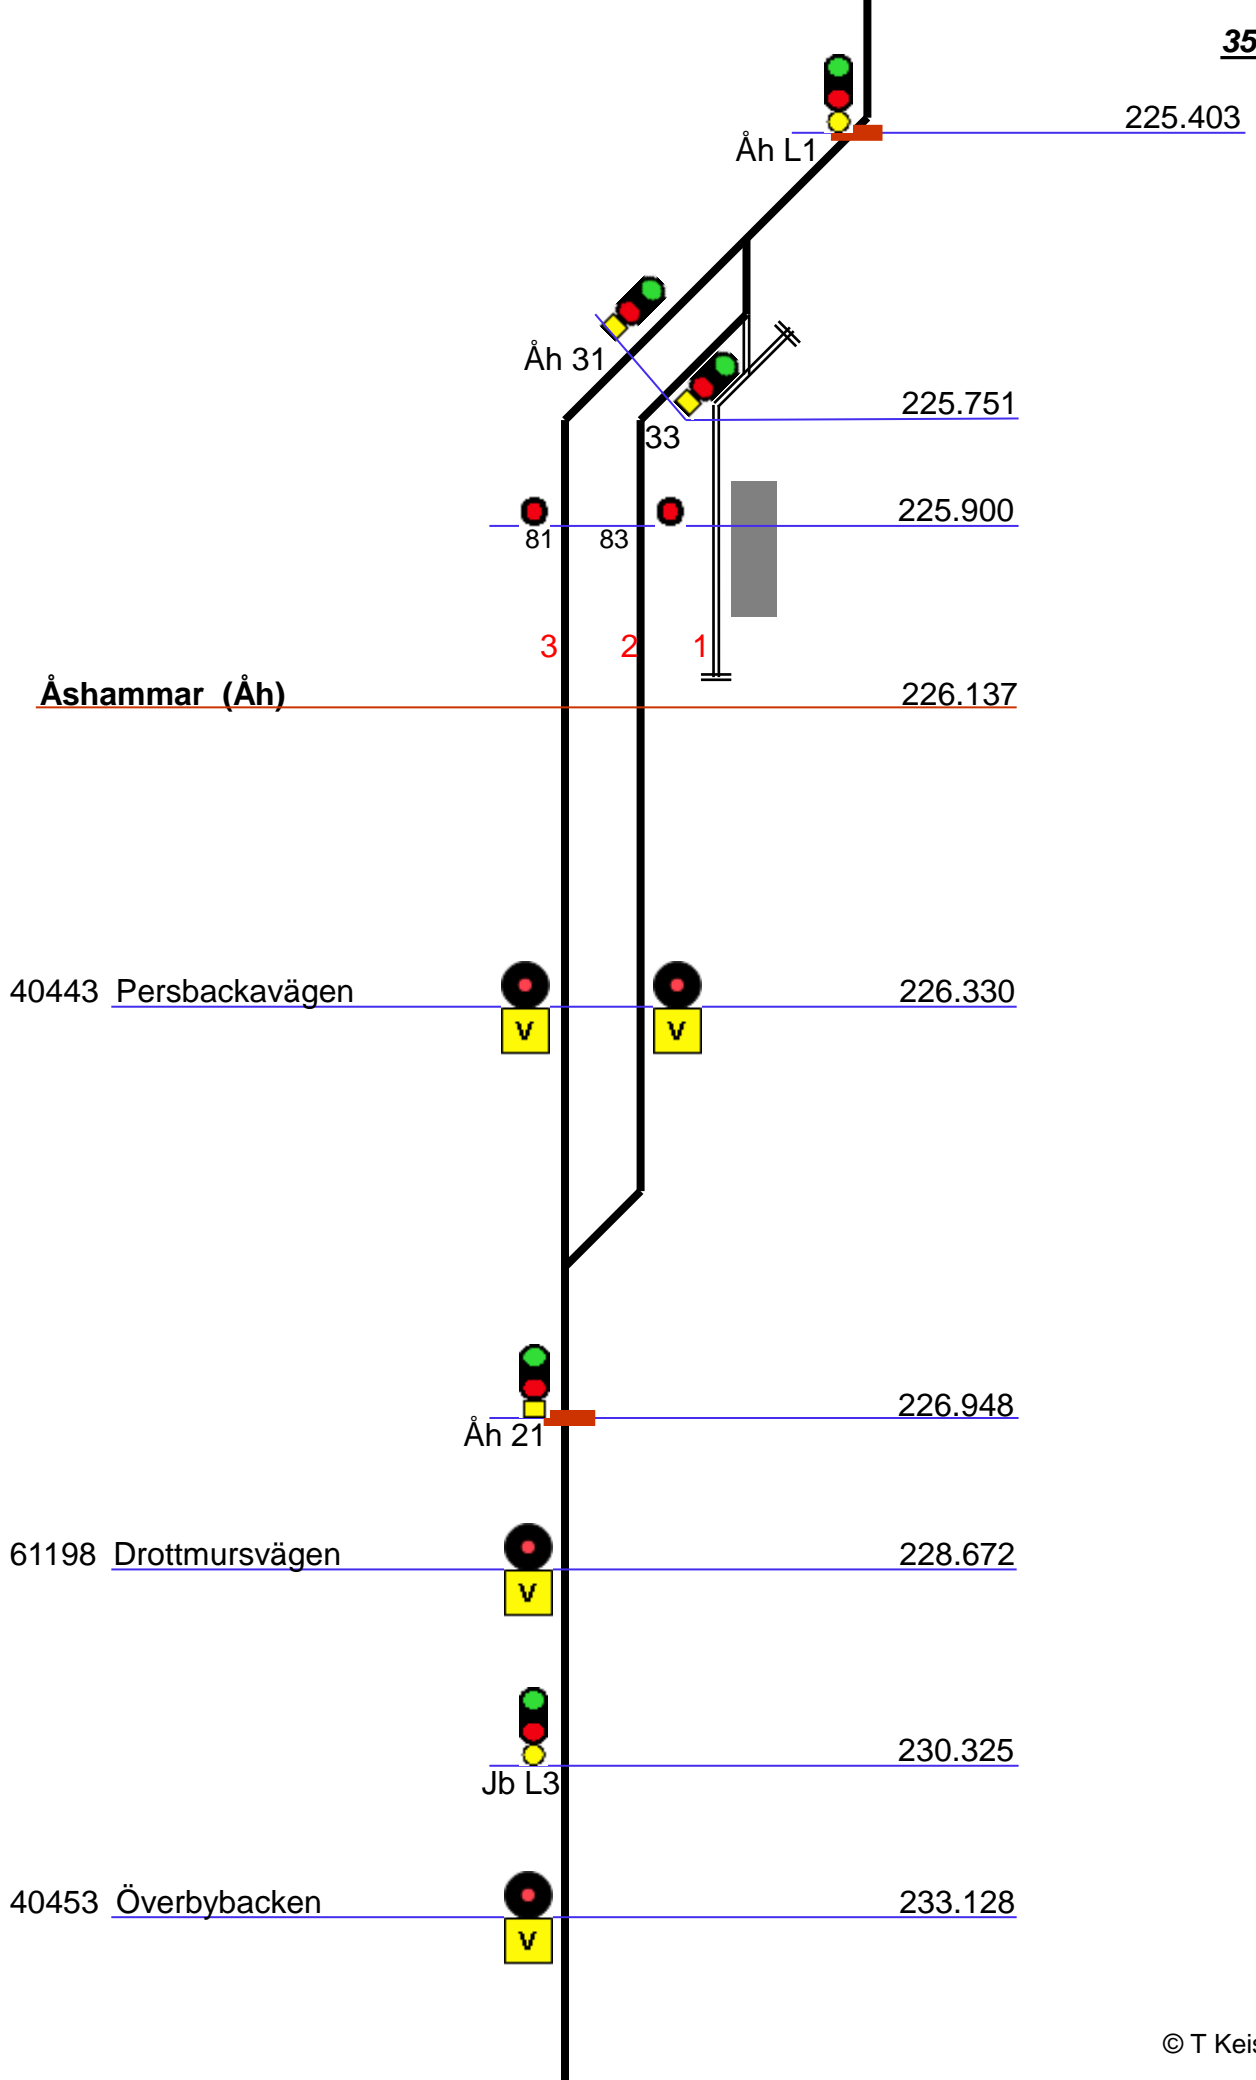 35
225.403
Åh L1
Åh 31
225.751
33
225.900
81 83
3 2 1
Åshammar (Åh) 226.137
40443 Persbackavägen 226.330
V V
226.948
Åh 21
61198 Drottmursvägen 228.672
V
230.325
Jb L3
40453 Överbybacken 233.128
V
© T Keis